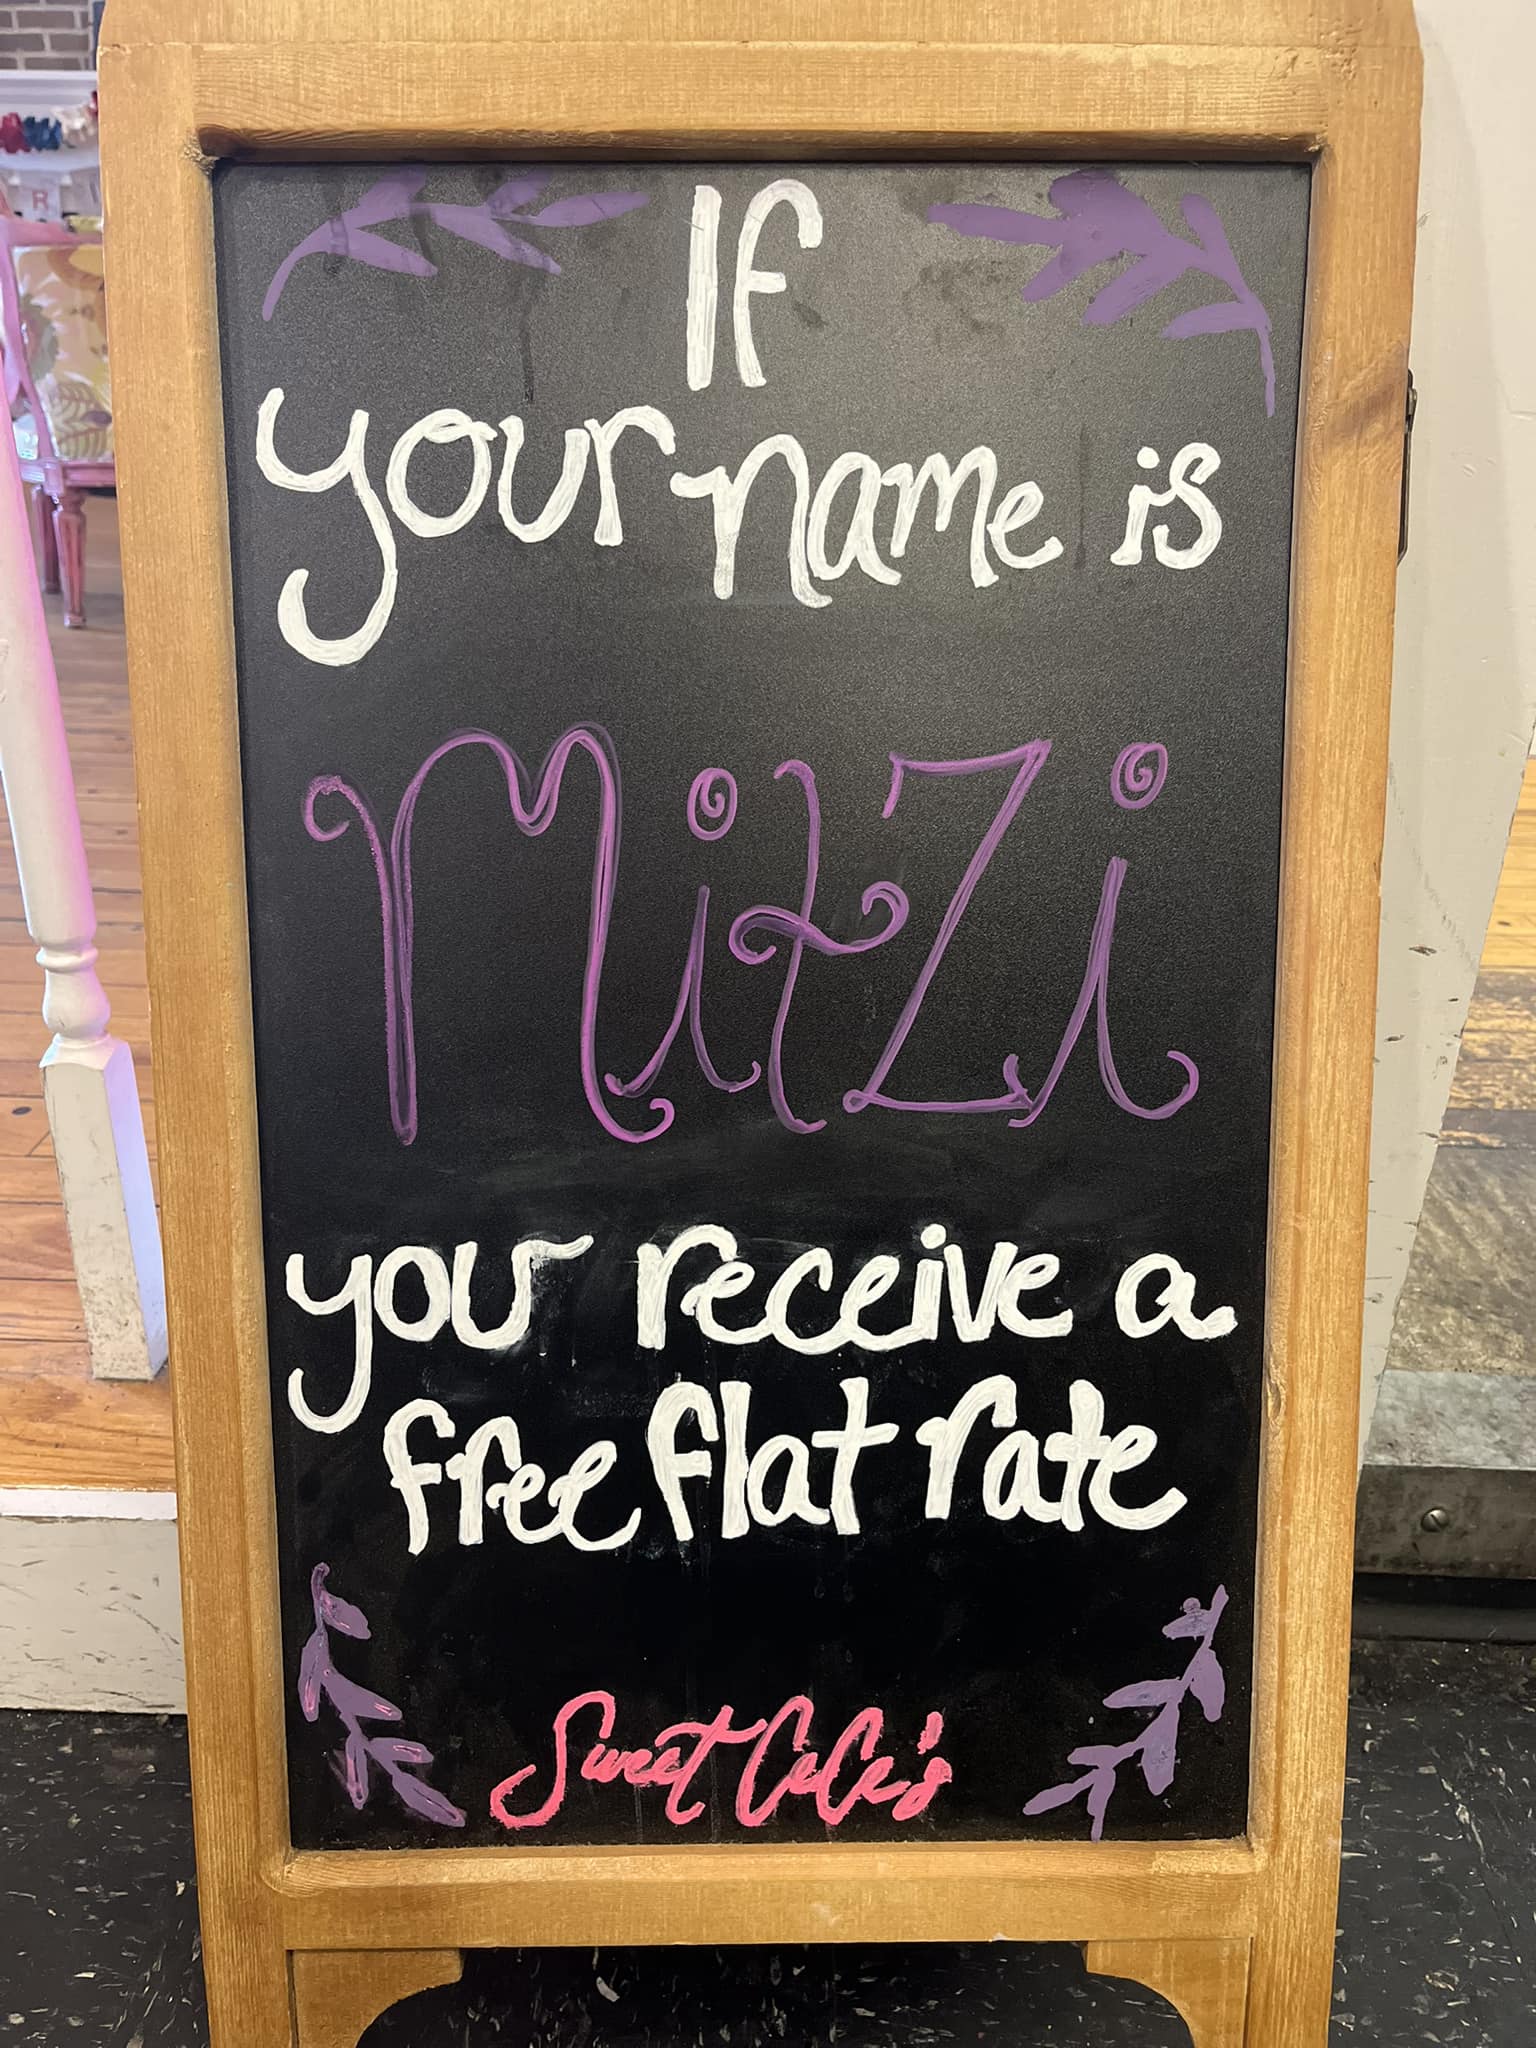 If
your name is
Mitzi
you receive a
free flat rate
Sweet CeCe's
R